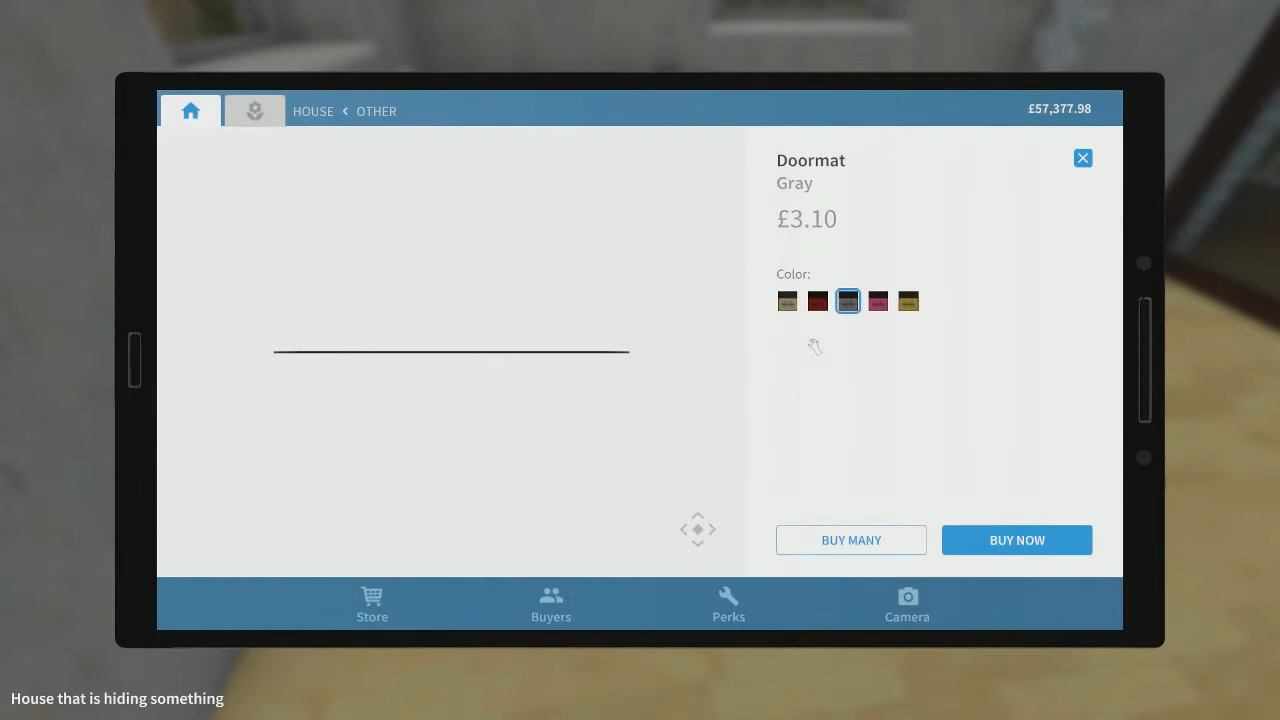 HOUSE < OTHER
£57,377.98
Doormat
Gray
£3.10
Color:
BUY MANY
BUY NOW
Store
Buyers
Perks
Camera
House that is hiding something